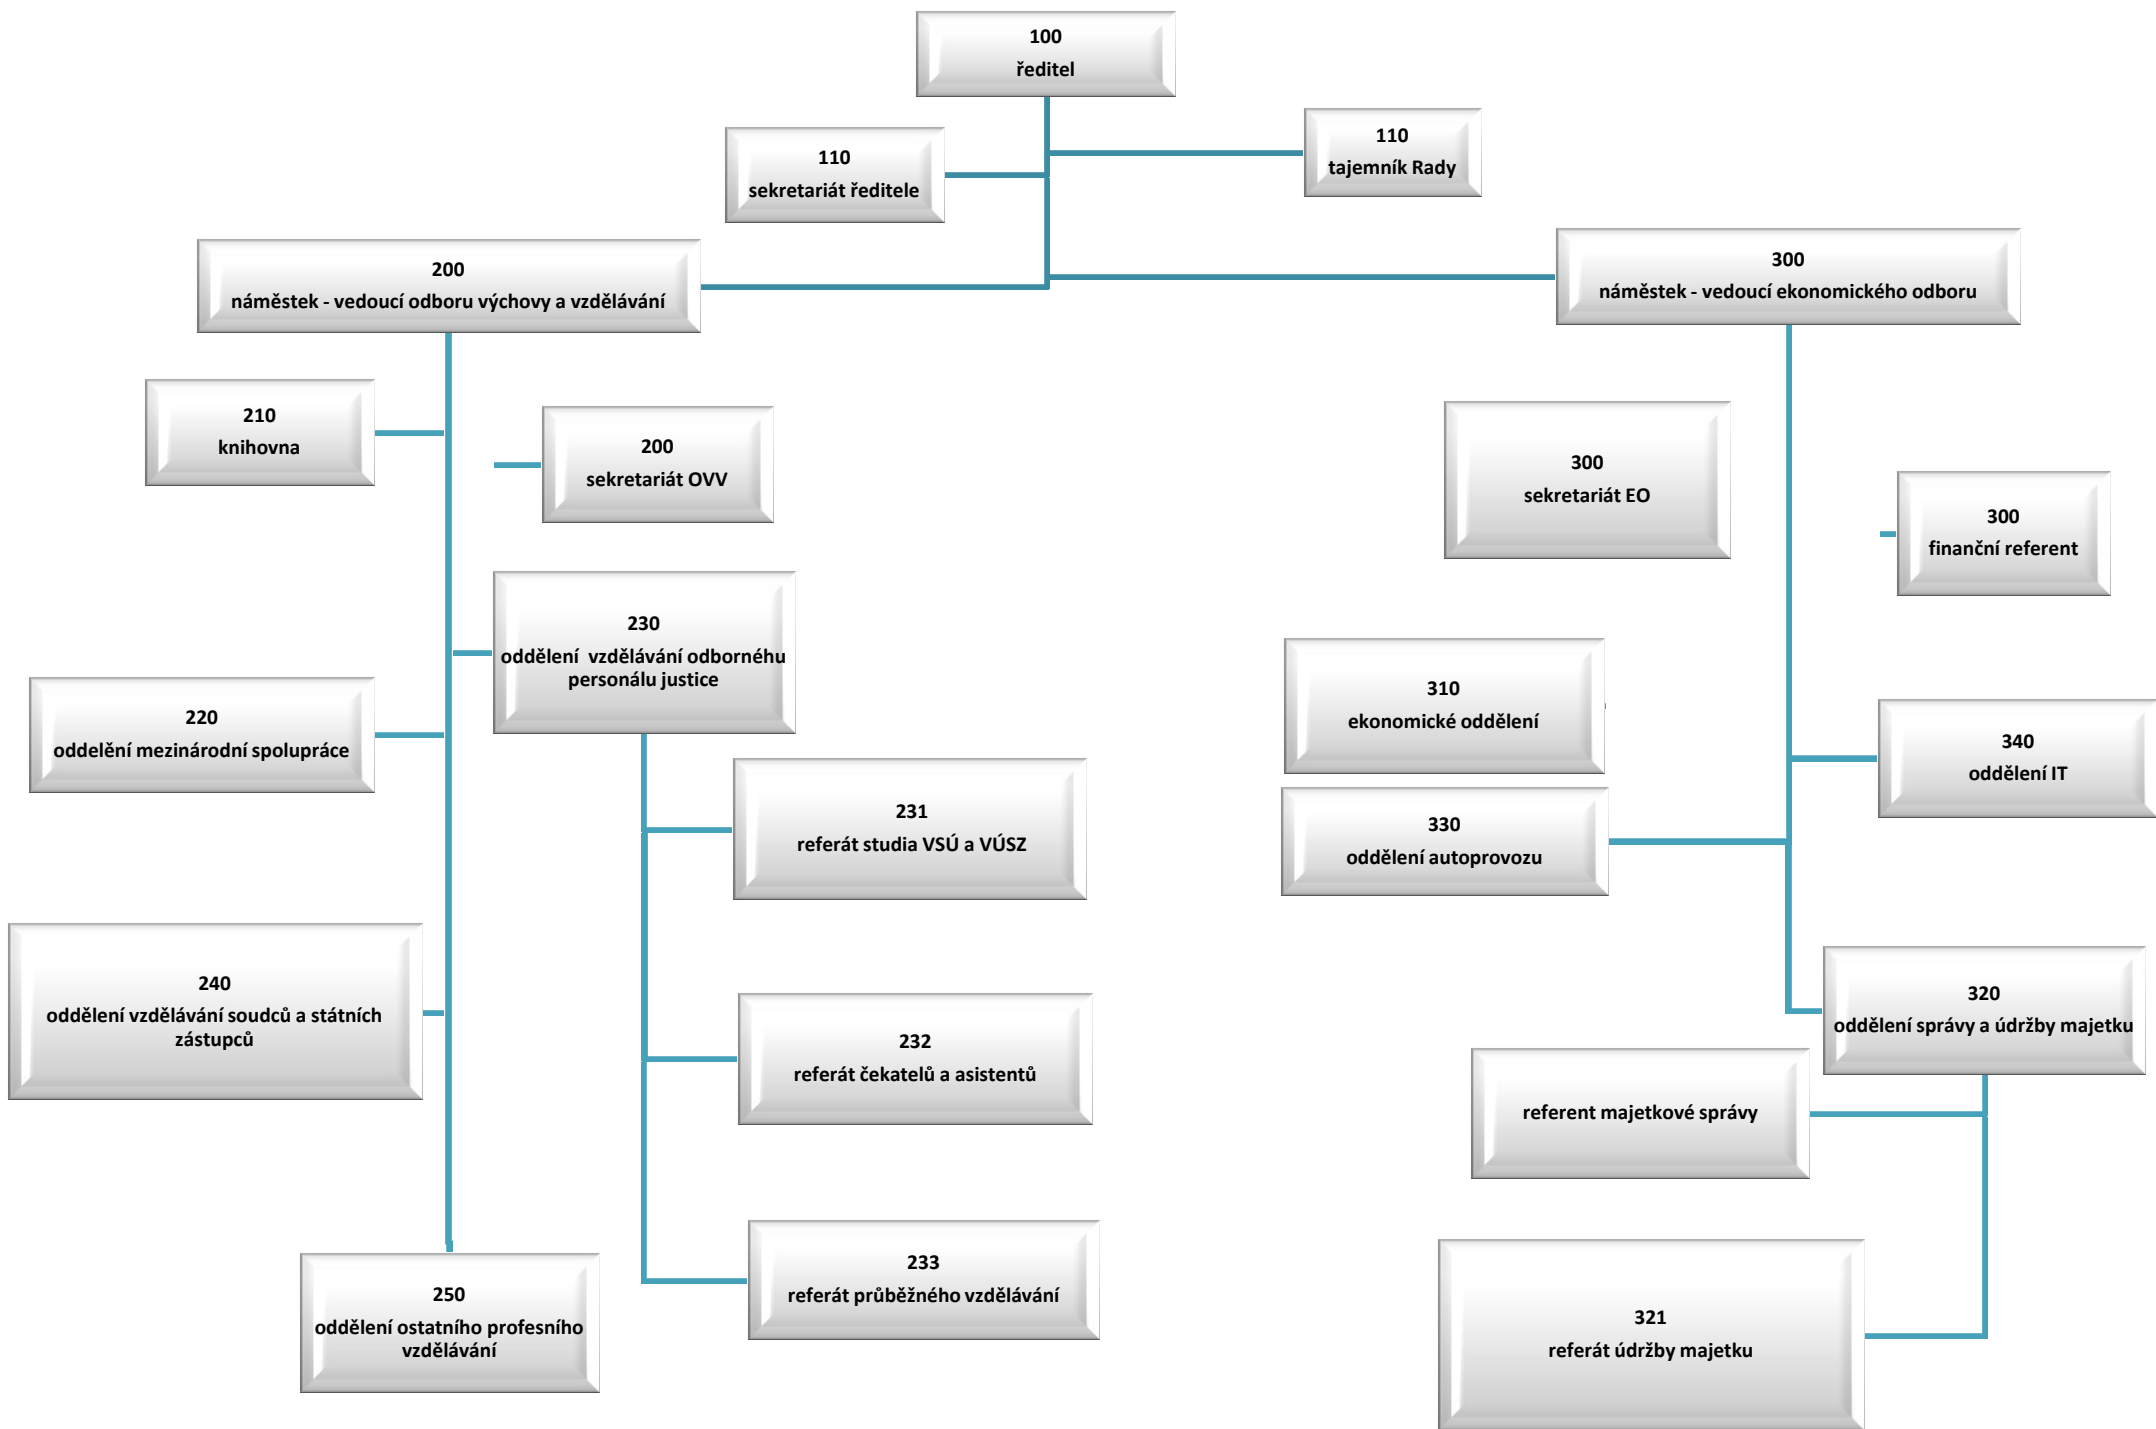 100
ředitel
110
sekretariát ředitele
110
tajemník Rady
200
náměstek - vedoucí odboru výchovy a vzdělávání
300
náměstek - vedoucí ekonomického odboru
210
knihovna
200
sekretariát OVV
300
sekretariát EO
300
finanční referent
230
oddělení  vzdělávání odborného
personálu justice
220
oddelění mezinárodní spolupráce
310
ekonomické oddělení
340
oddělení IT
231
referát studia VSÚ a VÚSZ
330
oddělení autoprovozu
240
oddělení vzdělávání soudců a státních
zástupců
232
referát čekatelů a asistentů
320
oddělení správy a údržby majetku
referent majetkové správy
233
referát průběžného vzdělávání
250
oddělení ostatního profesního
vzdělávání
321
referát údržby majetku